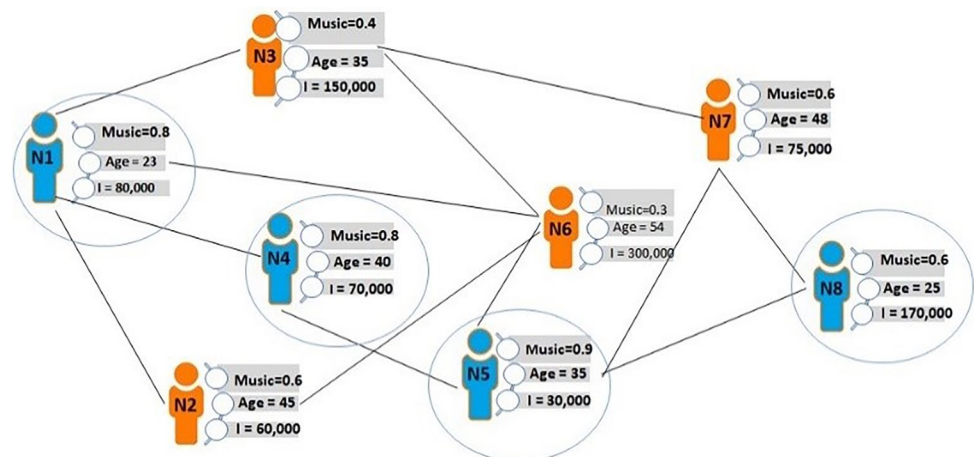 N3
Music=0.4
Age = 35
I = 150,000
N7
Music=0.6
Age = 48
I = 75,000
N1
Music=0.8
Age = 23
I = 80,000
N6
Music=0.3
Age = 54
I = 300,000
N4
Music=0.8
Age = 40
I = 70,000
N8
Music=0.6
Age = 25
I = 170,000
N5
Music=0.9
Age = 35
I = 30,000
N2
Music=0.6
Age = 45
I = 60,000